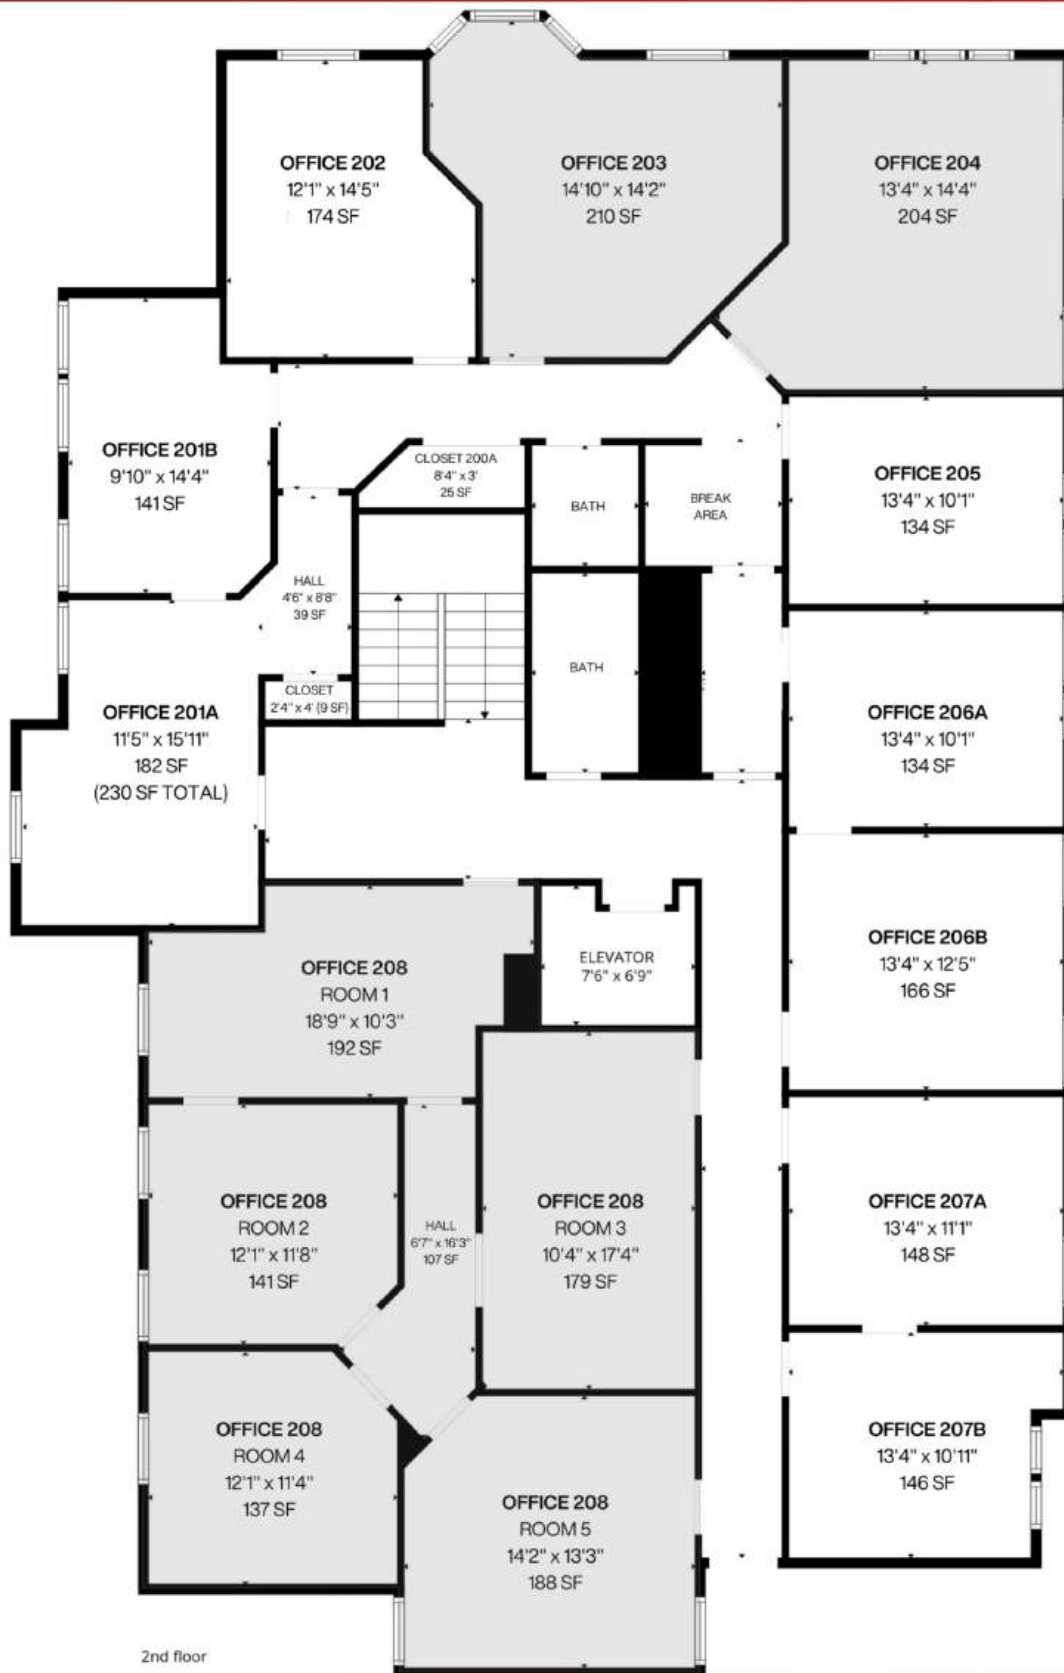 OFFICE 202
12'1" x 14'5"
174 SF
OFFICE 203
14'10" x 14'2"
210 SF
OFFICE 204
13'4" x 14'4"
204 SF
OFFICE 201B
9'10" x 14'4"
141 SF
CLOSET 200A
8'4" x 3'
25 SF
BATH
BREAK
AREA
OFFICE 205
13'4" x 10'1"
134 SF
HALL
4'6" x 8'8"
39 SF
BATH
CLOSET
2'4" x 4' (9 SF)
OFFICE 201A
11'5" x 15'11"
182 SF
(230 SF TOTAL)
OFFICE 206A
13'4" x 10'1"
134 SF
OFFICE 206B
13'4" x 12'5"
166 SF
ELEVATOR
7'6" x 6'9"
OFFICE 208
ROOM 1
18'9" x 10'3"
192 SF
OFFICE 208
ROOM 2
12'1" x 11'8"
141 SF
HALL
6'7" x 16'3"
107 SF
OFFICE 208
ROOM 3
10'4" x 17'4"
179 SF
OFFICE 207A
13'4" x 11'1"
148 SF
OFFICE 208
ROOM 4
12'1" x 11'4"
137 SF
OFFICE 207B
13'4" x 10'11"
146 SF
OFFICE 208
ROOM 5
14'2" x 13'3"
188 SF
2nd floor